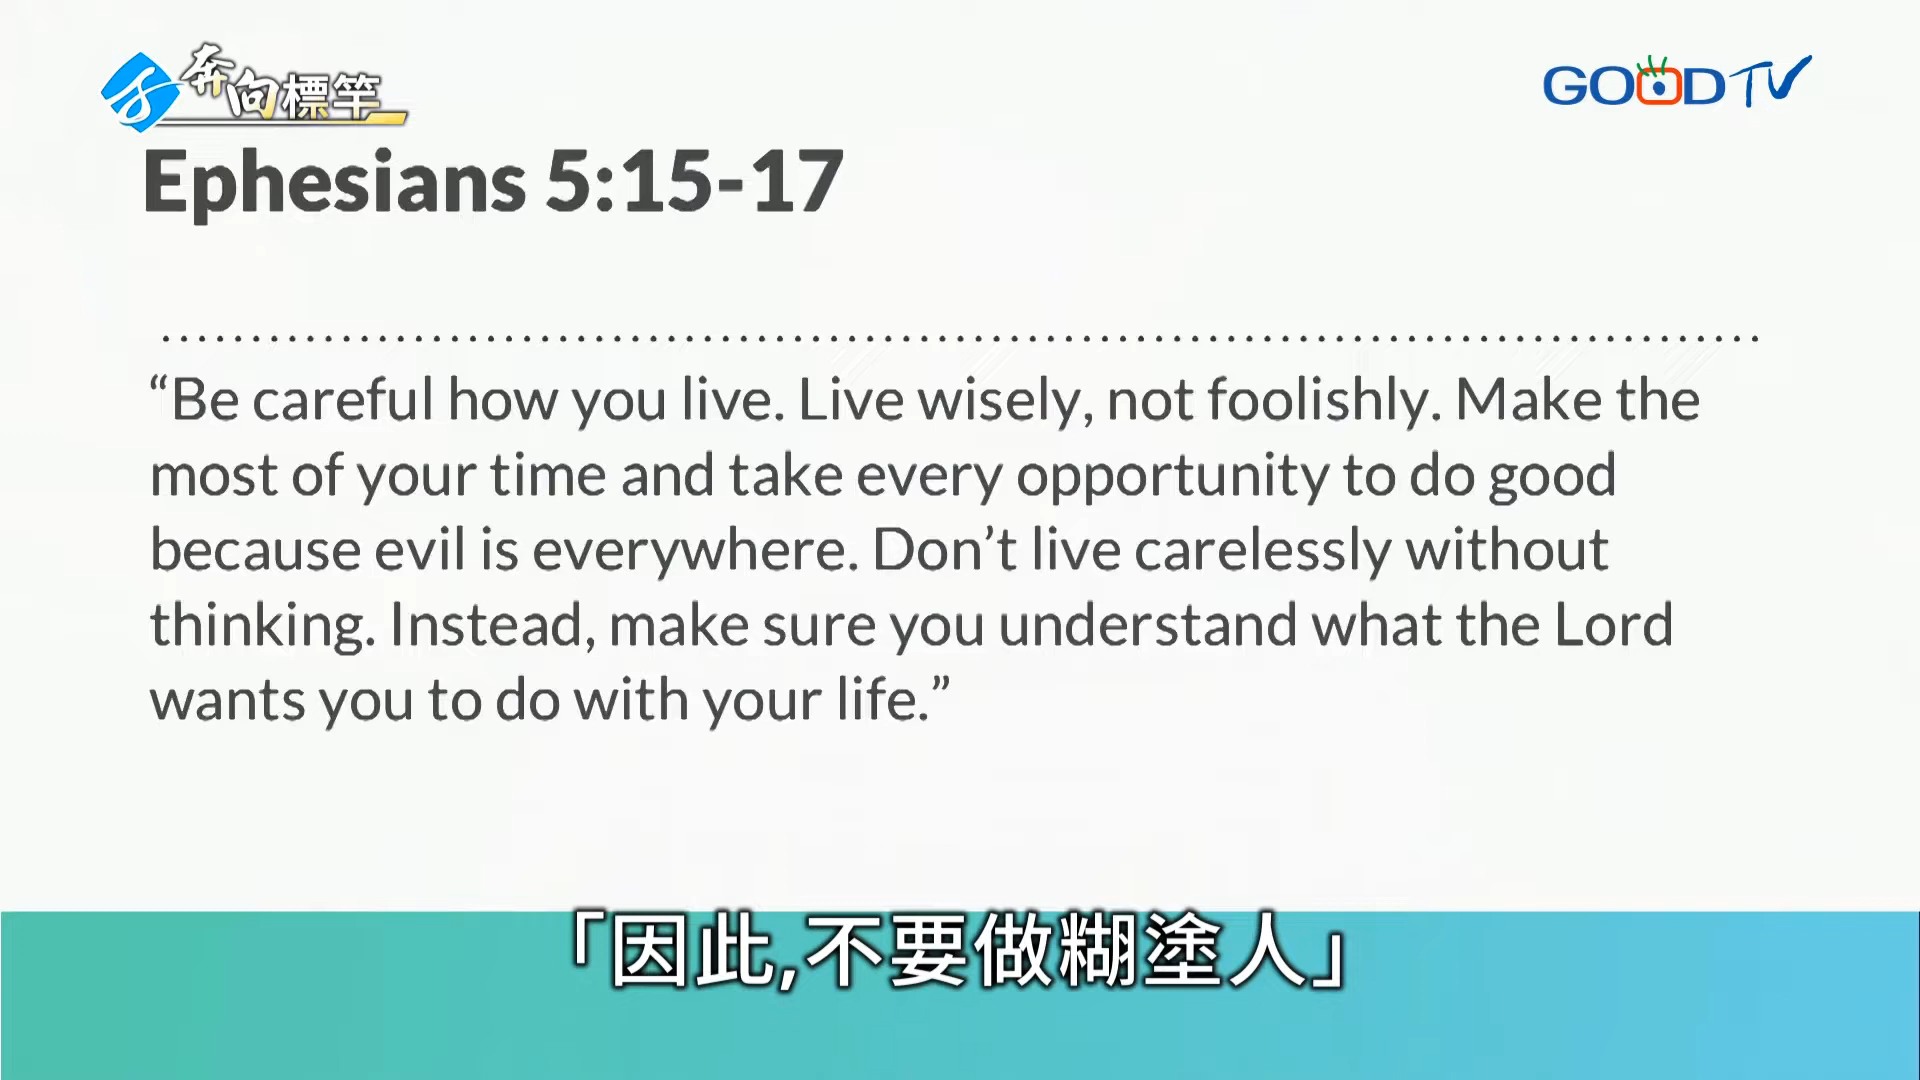 奔向標竿
GOOD TV
Ephesians 5:15-17
“Be careful how you live. Live wisely, not foolishly. Make the
most of your time and take every opportunity to do good
because evil is everywhere. Don’t live carelessly without
thinking. Instead, make sure you understand what the Lord
wants you to do with your life.”
「因此,不要做糊塗人」